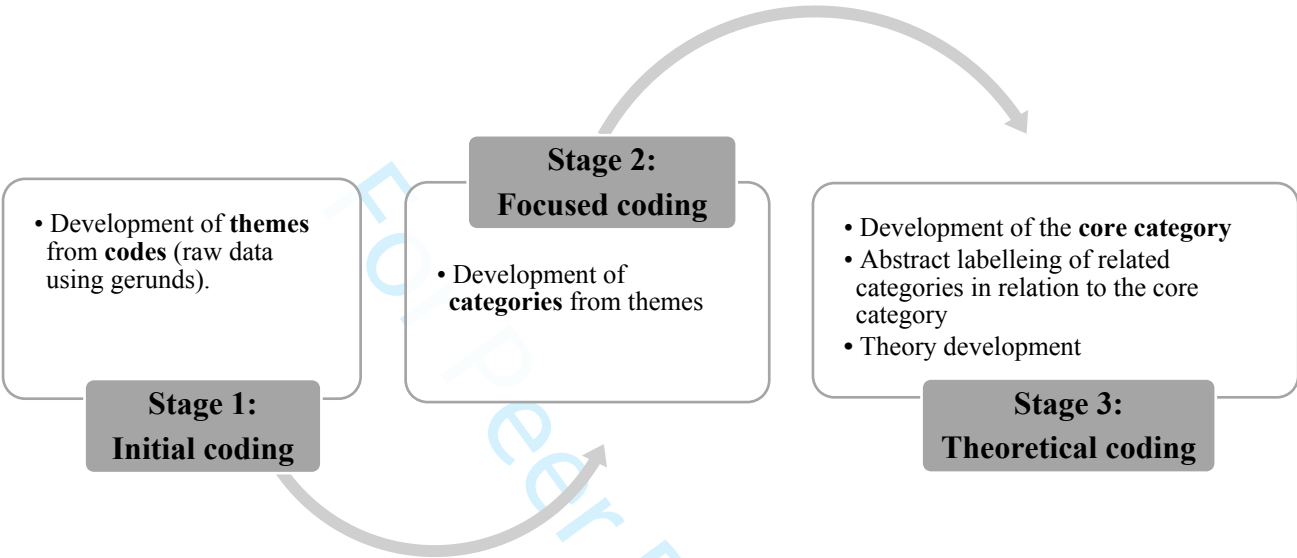 Stage 1:
Initial coding
• Development of themes
from codes (raw data
using gerunds).
Stage 2:
Focused coding
• Development of
categories from themes
Stage 3:
Theoretical coding
• Development of the core category
• Abstract labelleing of related
categories in relation to the core
category
• Theory development
For Peer